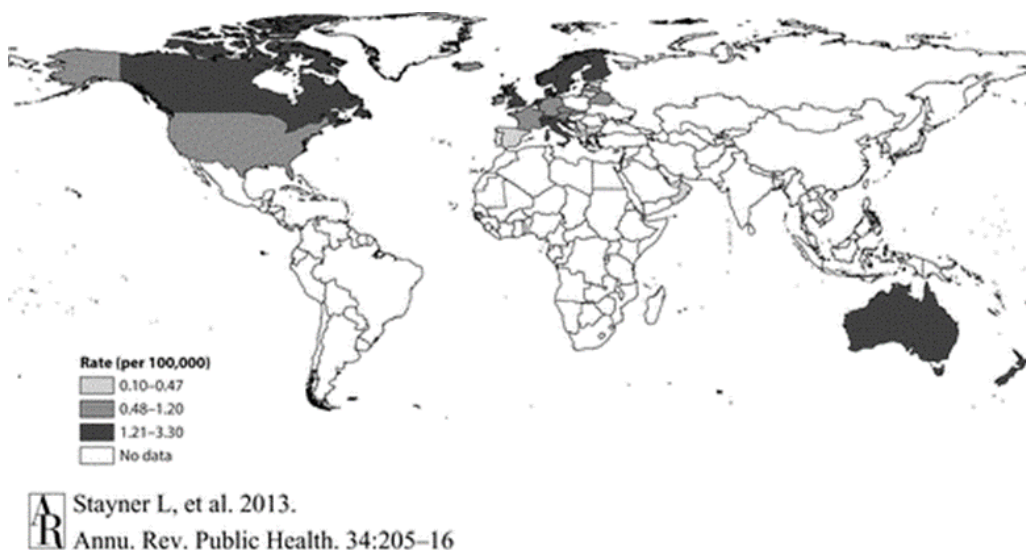 Rate (per 100,000)
0.10–0.47
0.48–1.20
1.21–3.30
No data
AR
Stayner L, et al. 2013.
Annu. Rev. Public Health. 34:205–16